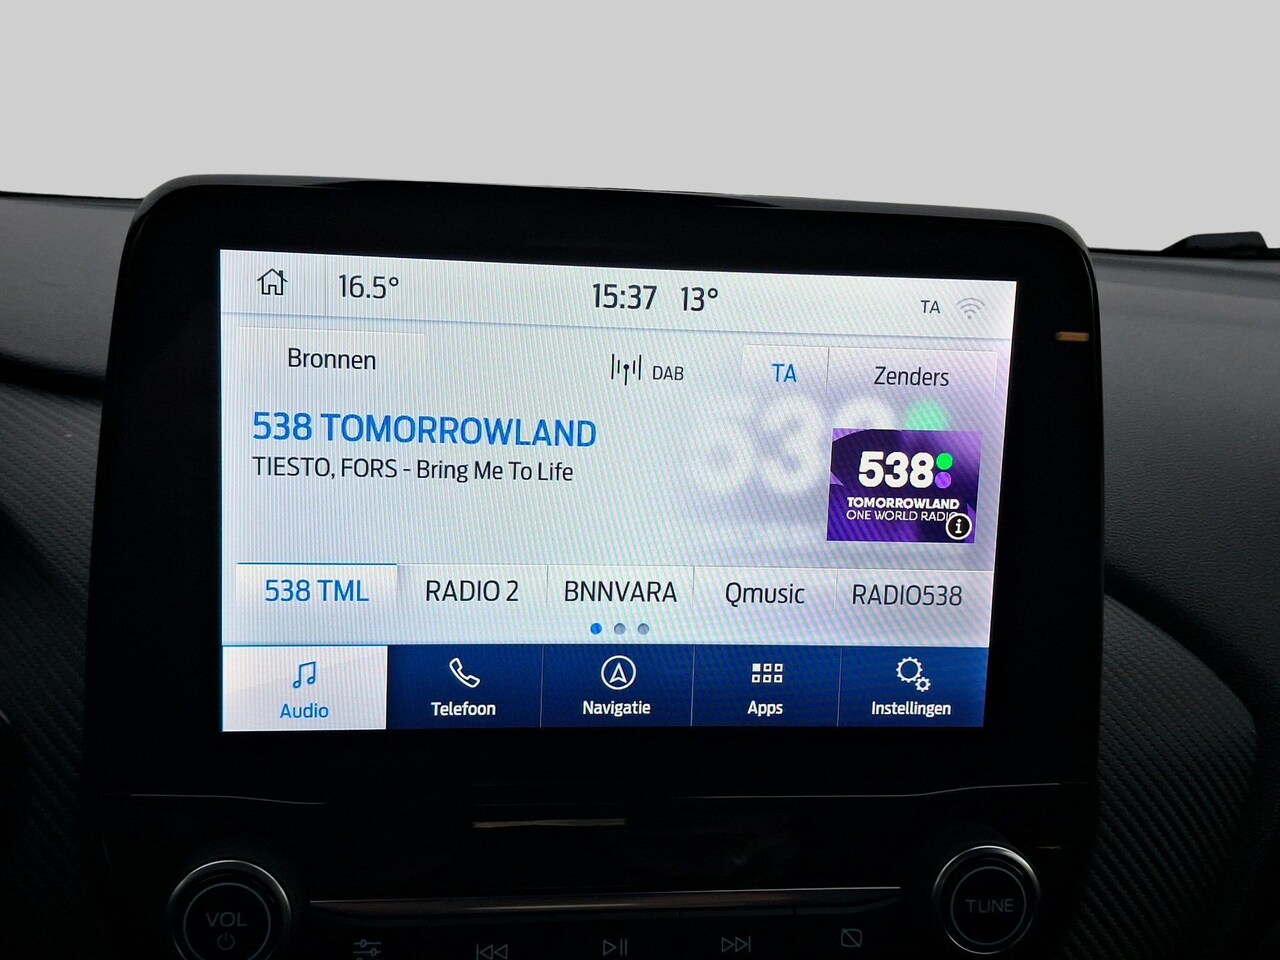 16.5°
15:37 13°
TA
Bronnen
DAB
TA
Zenders
538 TOMORROWLAND
TIESTO, FORS - Bring Me To Life
538
TOMORROWLAND
ONE WORLD RADIO
538 TML
RADIO 2
BNNVARA
Qmusic
RADIO538
Audio
Telefoon
Navigatie
Apps
Instellingen
VOL
TUNE